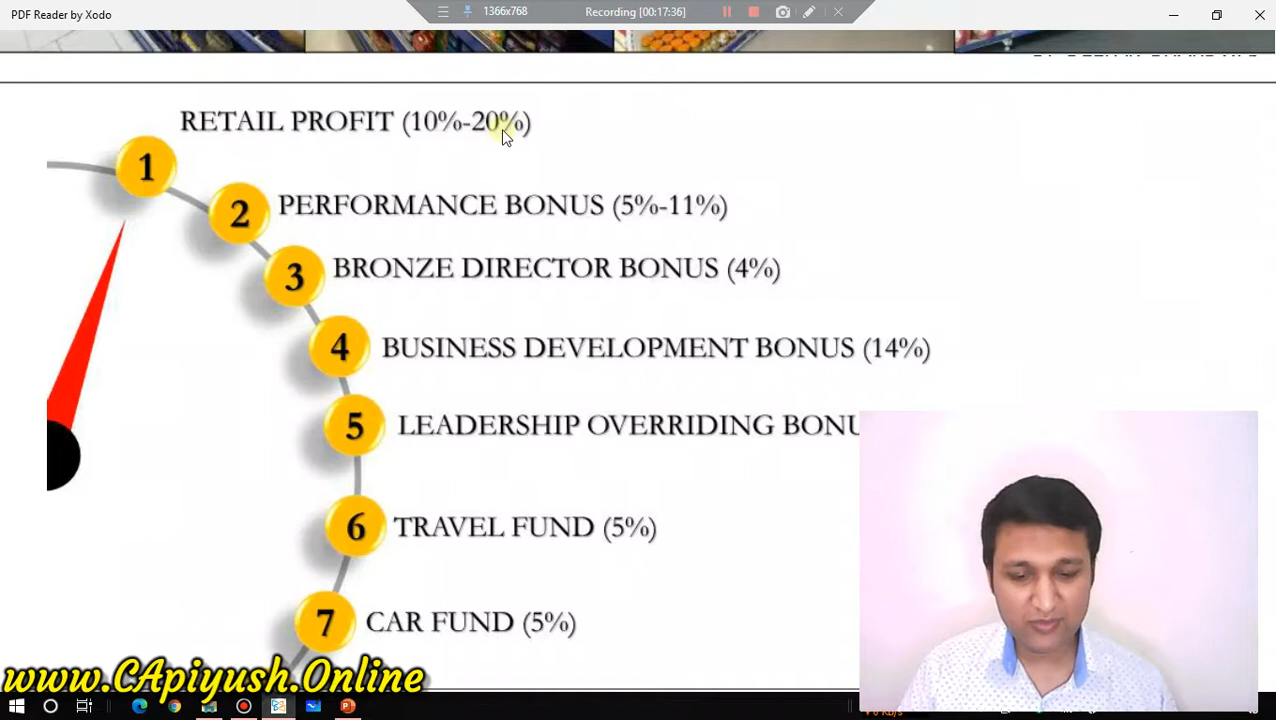 PDF Reader by Xodo
1366x768
Recording [00:17:36]
RETAIL PROFIT (10%-20%)
1
2
PERFORMANCE BONUS (5%-11%)
3
BRONZE DIRECTOR BONUS (4%)
4
BUSINESS DEVELOPMENT BONUS (14%)
5
LEADERSHIP OVERRIDING BONU
6
TRAVEL FUND (5%)
7
CAR FUND (5%)
www.CApiyush.Online